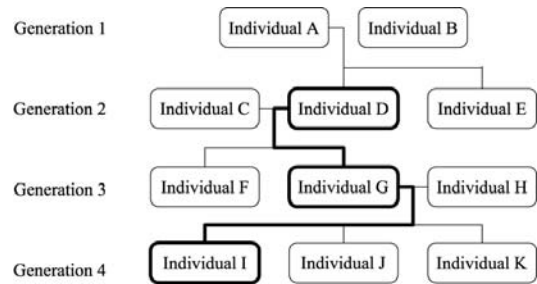 Generation 1 Individual A Individual B
Generation 2 Individual C Individual D Individual E
Generation 3 Individual F Individual G Individual H
Generation 4 Individual I Individual J Individual K